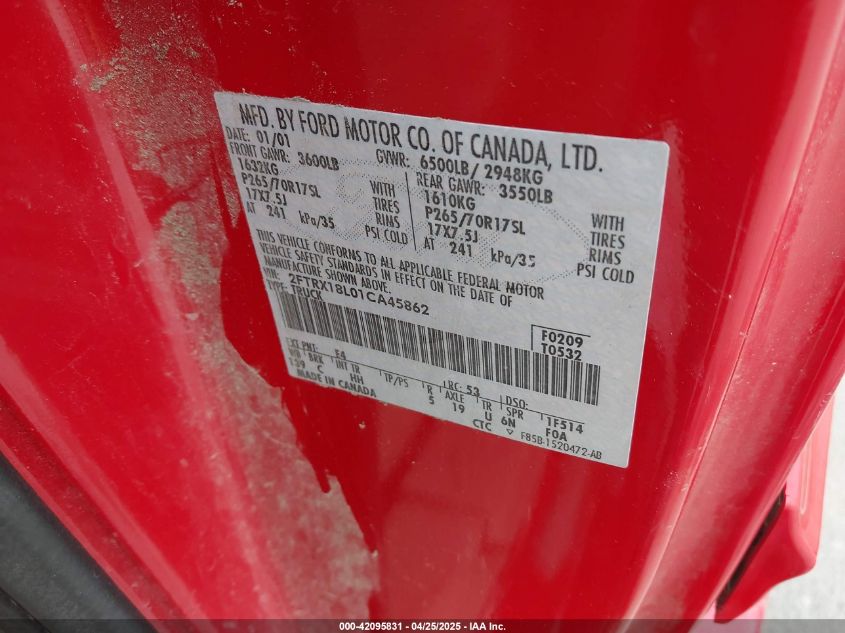 MFD. BY FORD MOTOR CO. OF CANADA, LTD.
DATE: 01/01 GVWR: 6500LB/ 2948KG
FRONT GAWR: 3600LB REAR GAWR: 3550LB
1632KG WITH 1610KG WITH
P265/70R17SL TIRES P265/70R17SL TIRES
17X7.5J RIMS 17X7.5J RIMS
AT 241 kPa/35 PSI COLD AT 241 kPa/35 PSI COLD
THIS VEHICLE CONFORMS TO ALL APPLICABLE FEDERAL MOTOR
VEHICLE SAFETY STANDARDS IN EFFECT ON THE DATE OF
MANUFACTURE SHOWN ABOVE.
VIN: 2FTRX18L01CA45862
TYPE: TRUCK
F0209
T0532
EXT PNT: E4 LRC: 53 DSO:
WB BRK INT TR TP/PS R AXLE TR SPR 1F514
139 C HH 5 19 U 6N F0A
MADE IN CANADA CTC ▽ F85B-1520472-AB
000-42095831 - 04/25/2025 - IAA Inc.